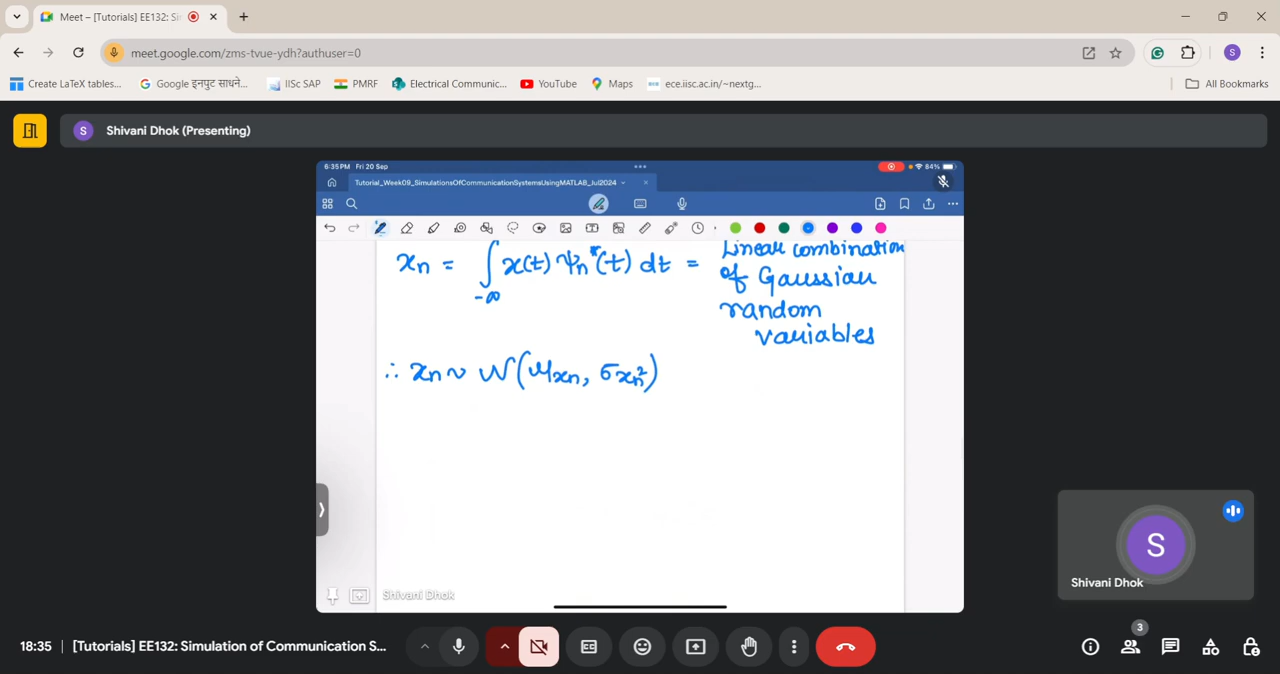 Meet – [Tutorials] EE132: Si
meet.google.com/zms-tvue-ydh?authuser=0
S
Create LaTeX tables...
Google इनपुट साधने...
IISc SAP
PMRF
Electrical Communic...
YouTube
Maps
ece.iisc.ac.in/~nextg...
All Bookmarks
S Shivani Dhok (Presenting)
6:35 PM Fri 20 Sep
84%
Tutorial_Week09_SimulationsOfCommunicationSystemsUsingMATLAB_Jul2024
xn = ∫-∞ x(t) ψn*(t) dt = Linear combination
of Gaussian
random
variables
∴ xn ~ N(μxn, σxn²)
Shivani Dhok
S
Shivani Dhok
3
18:35 | [Tutorials] EE132: Simulation of Communication S...